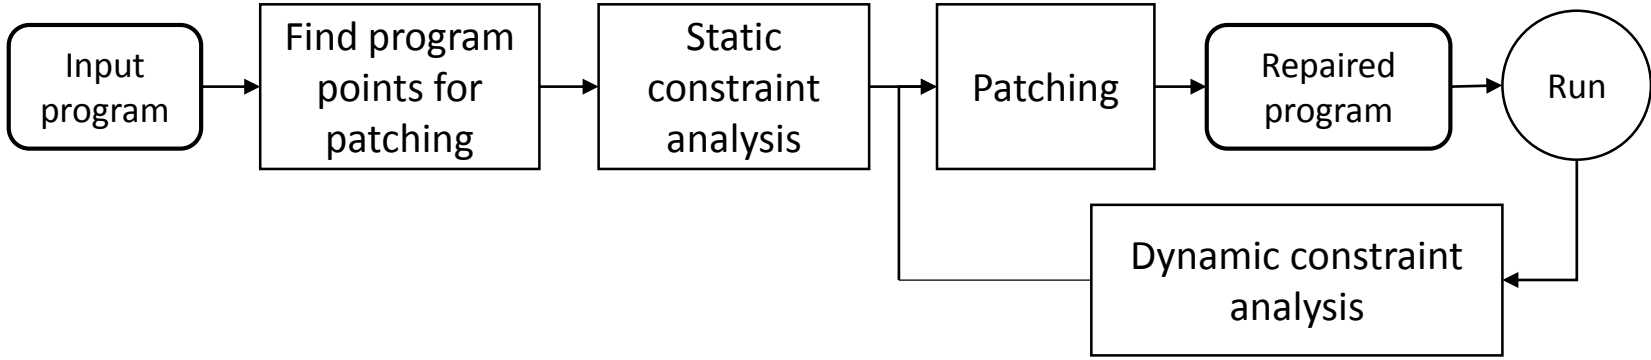 Input
program
Find program
points for
patching
Static
constraint
analysis
Patching
Repaired
program
Run
Dynamic constraint
analysis